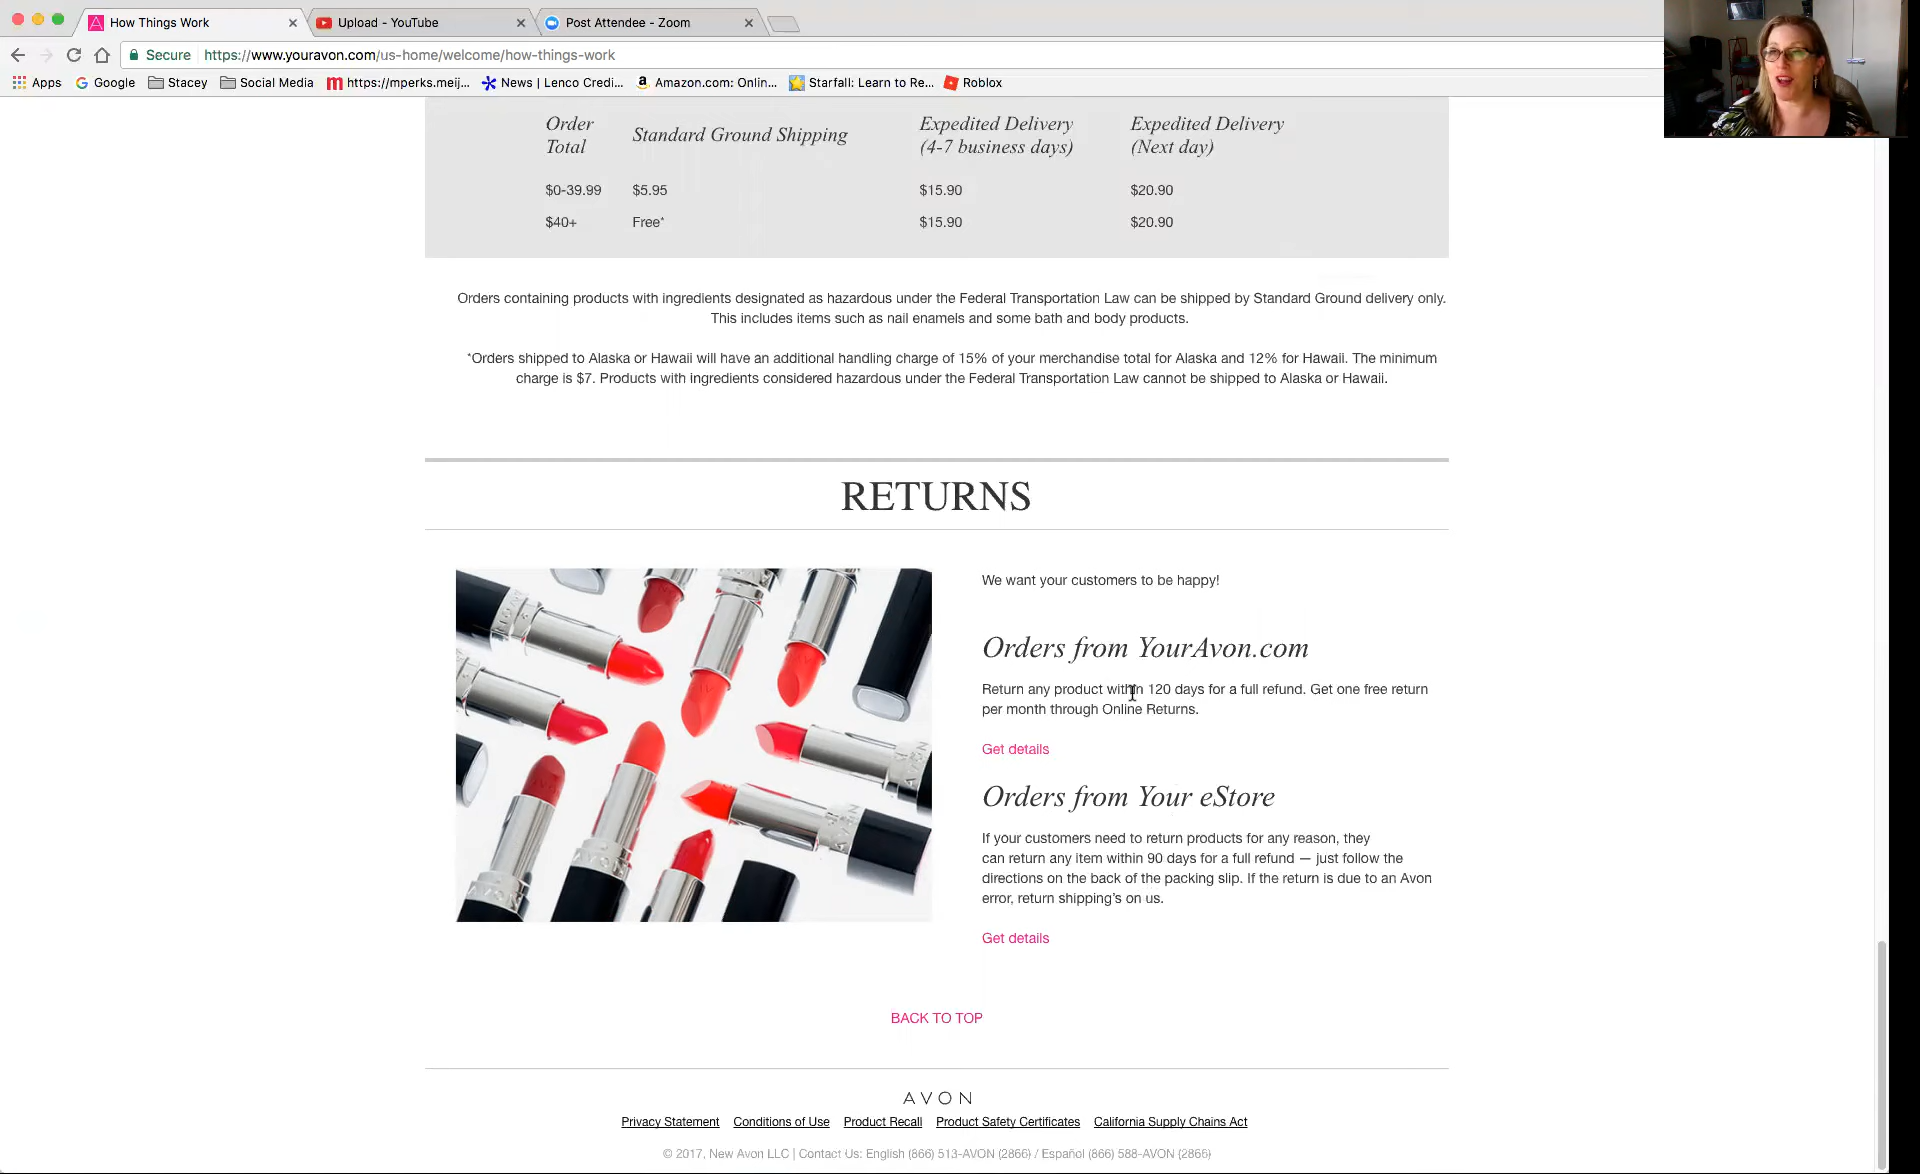 How Things Work
Upload - YouTube
Post Attendee - Zoom
Secure https://www.youravon.com/us-home/welcome/how-things-work
Apps Google Stacey Social Media https://mperks.meij... News | Lenco Credi... Amazon.com: Onlin... Starfall: Learn to Re... Roblox
Order Total Standard Ground Shipping Expedited Delivery (4-7 business days) Expedited Delivery (Next day)
$0-39.99 $5.95 $15.90 $20.90
$40+ Free* $15.90 $20.90
Orders containing products with ingredients designated as hazardous under the Federal Transportation Law can be shipped by Standard Ground delivery only.
This includes items such as nail enamels and some bath and body products.
*Orders shipped to Alaska or Hawaii will have an additional handling charge of 15% of your merchandise total for Alaska and 12% for Hawaii. The minimum
charge is $7. Products with ingredients considered hazardous under the Federal Transportation Law cannot be shipped to Alaska or Hawaii.
RETURNS
We want your customers to be happy!
Orders from YourAvon.com
Return any product within 120 days for a full refund. Get one free return
per month through Online Returns.
Get details
Orders from Your eStore
If your customers need to return products for any reason, they
can return any item within 90 days for a full refund — just follow the
directions on the back of the packing slip. If the return is due to an Avon
error, return shipping's on us.
Get details
BACK TO TOP
AVON
Privacy Statement Conditions of Use Product Recall Product Safety Certificates California Supply Chains Act
© 2017, New Avon LLC | Contact Us: English (866) 513-AVON (2866) / Español (866) 588-AVON (2866)